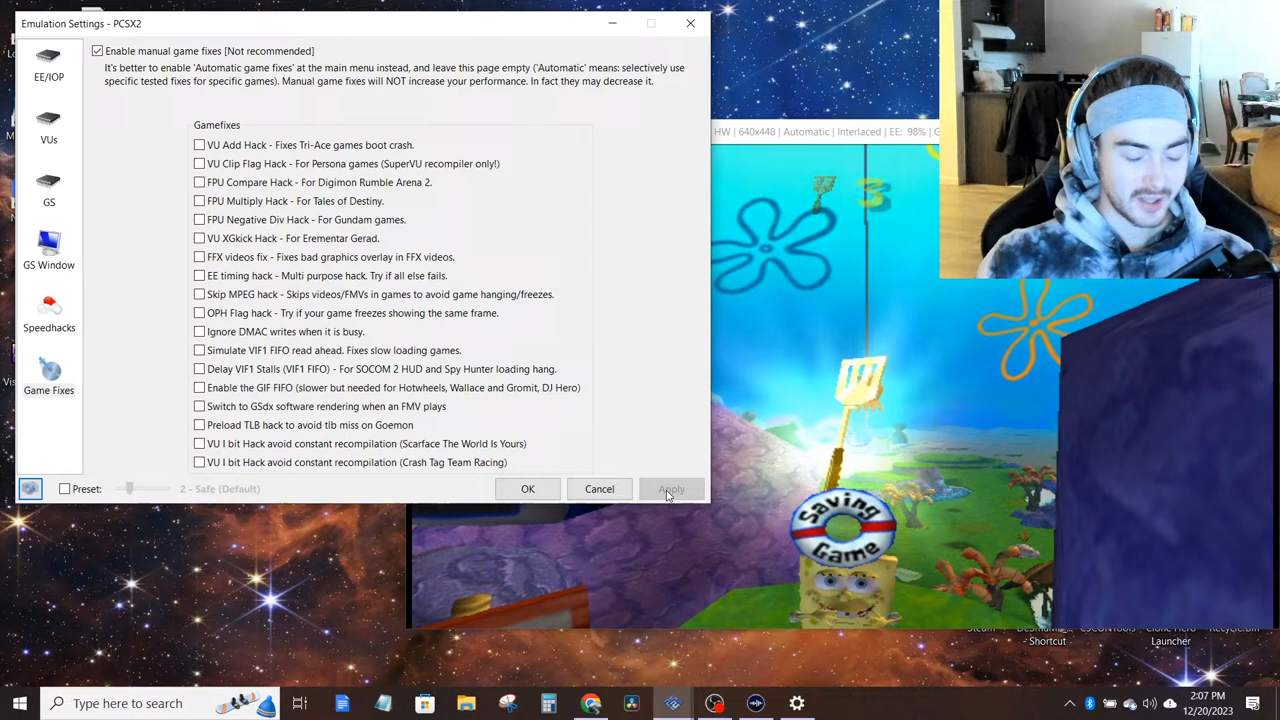 Emulation Settings - PCSX2
Enable manual game fixes [Not recommended]
It's better to enable 'Automatic game fixes' at the main menu instead, and leave this page empty ('Automatic' means: selectively use
specific tested fixes for specific games). Manual game fixes will NOT increase your performance. In fact they may decrease it.
EE/IOP
VUs
GS
GS Window
Speedhacks
Game Fixes
Gamefixes
VU Add Hack - Fixes Tri-Ace games boot crash.
VU Clip Flag Hack - For Persona games (SuperVU recompiler only!)
FPU Compare Hack - For Digimon Rumble Arena 2.
FPU Multiply Hack - For Tales of Destiny.
FPU Negative Div Hack - For Gundam games.
VU XGkick Hack - For Erementar Gerad.
FFX videos fix - Fixes bad graphics overlay in FFX videos.
EE timing hack - Multi purpose hack. Try if all else fails.
Skip MPEG hack - Skips videos/FMVs in games to avoid game hanging/freezes.
OPH Flag hack - Try if your game freezes showing the same frame.
Ignore DMAC writes when it is busy.
Simulate VIF1 FIFO read ahead. Fixes slow loading games.
Delay VIF1 Stalls (VIF1 FIFO) - For SOCOM 2 HUD and Spy Hunter loading hang.
Enable the GIF FIFO (slower but needed for Hotwheels, Wallace and Gromit, DJ Hero)
Switch to GSdx software rendering when an FMV plays
Preload TLB hack to avoid tlb miss on Goemon
VU I bit Hack avoid constant recompilation (Scarface The World Is Yours)
VU I bit Hack avoid constant recompilation (Crash Tag Team Racing)
Preset:
2 - Safe (Default)
OK
Cancel
Apply
HW | 640x448 | Automatic | Interlaced | EE: 98% | G
3
Saving
Game
- Shortcut
Launcher
Type here to search
2:07 PM
12/20/2023